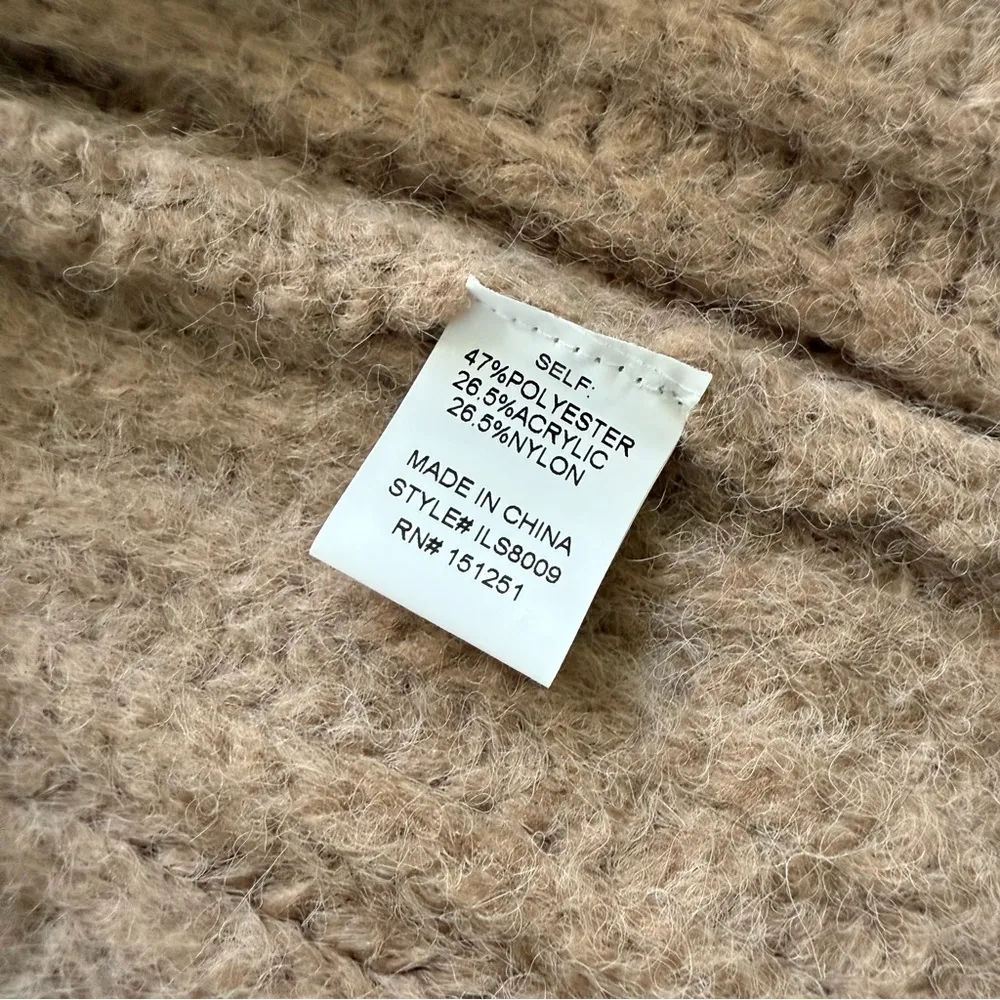 SELF:
47%POLYESTER
26.5%ACRYLIC
26.5%NYLON
MADE IN CHINA
STYLE# ILS8009
RN# 151251